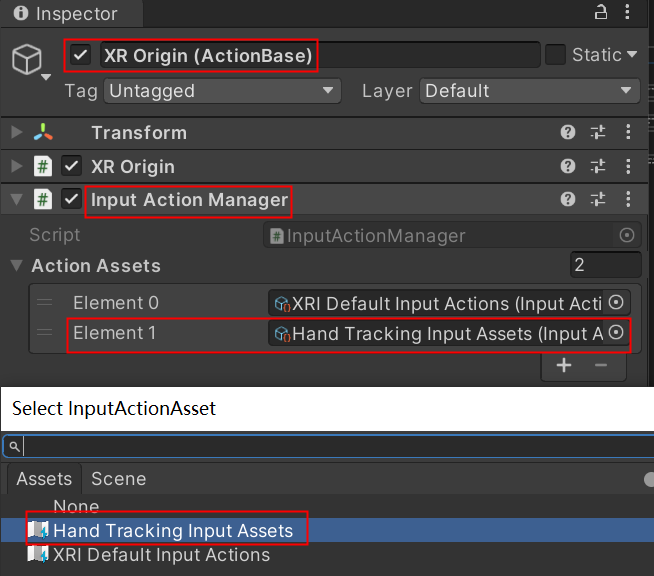 Inspector
XR Origin (ActionBase)
Static
Tag Untagged Layer Default
Transform
# XR Origin
# Input Action Manager
Script # InputActionManager
Action Assets 2
Element 0 XRI Default Input Actions (Input Acti
Element 1 Hand Tracking Input Assets (Input A
+ −
Select InputActionAsset
Assets Scene
None
Hand Tracking Input Assets
XRI Default Input Actions